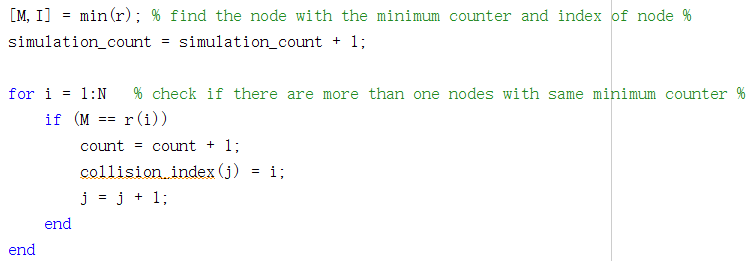 [M,I] = min(r); % find the node with the minimum counter and index of node %
simulation_count = simulation_count + 1;
for i = 1:N   % check if there are more than one nodes with same minimum counter %
    if (M == r(i))
        count = count + 1;
        collision_index(j) = i;
        j = j + 1;
    end
end